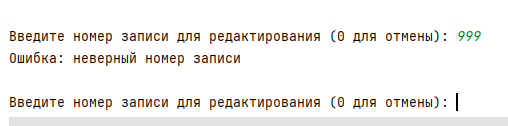 Введите номер записи для редактирования (0 для отмены): 999
Ошибка: неверный номер записи
Введите номер записи для редактирования (0 для отмены):